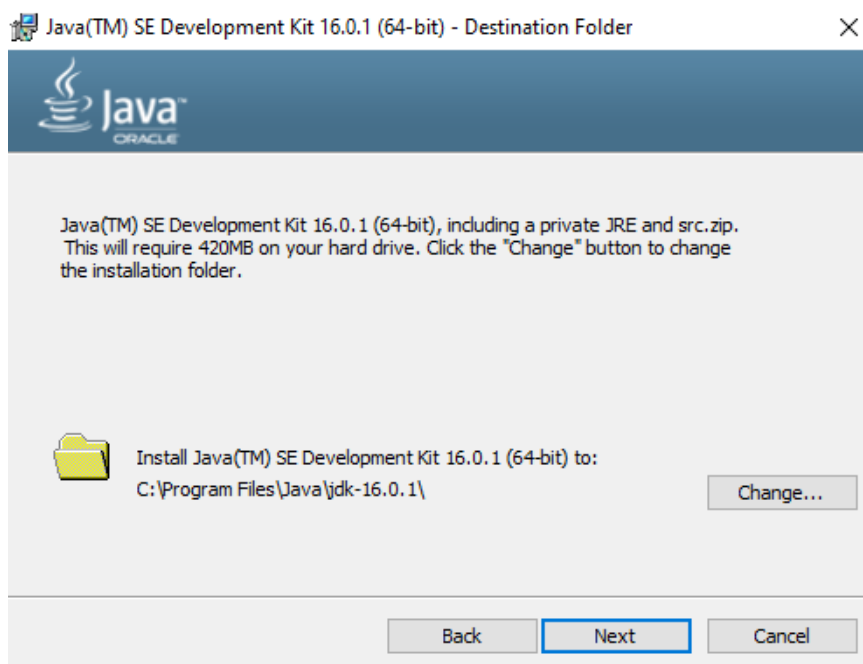 Java(TM) SE Development Kit 16.0.1 (64-bit) - Destination Folder
Java™
ORACLE
Java(TM) SE Development Kit 16.0.1 (64-bit), including a private JRE and src.zip.
This will require 420MB on your hard drive. Click the "Change" button to change
the installation folder.
Install Java(TM) SE Development Kit 16.0.1 (64-bit) to:
C:\Program Files\Java\jdk-16.0.1\
Change...
Back
Next
Cancel